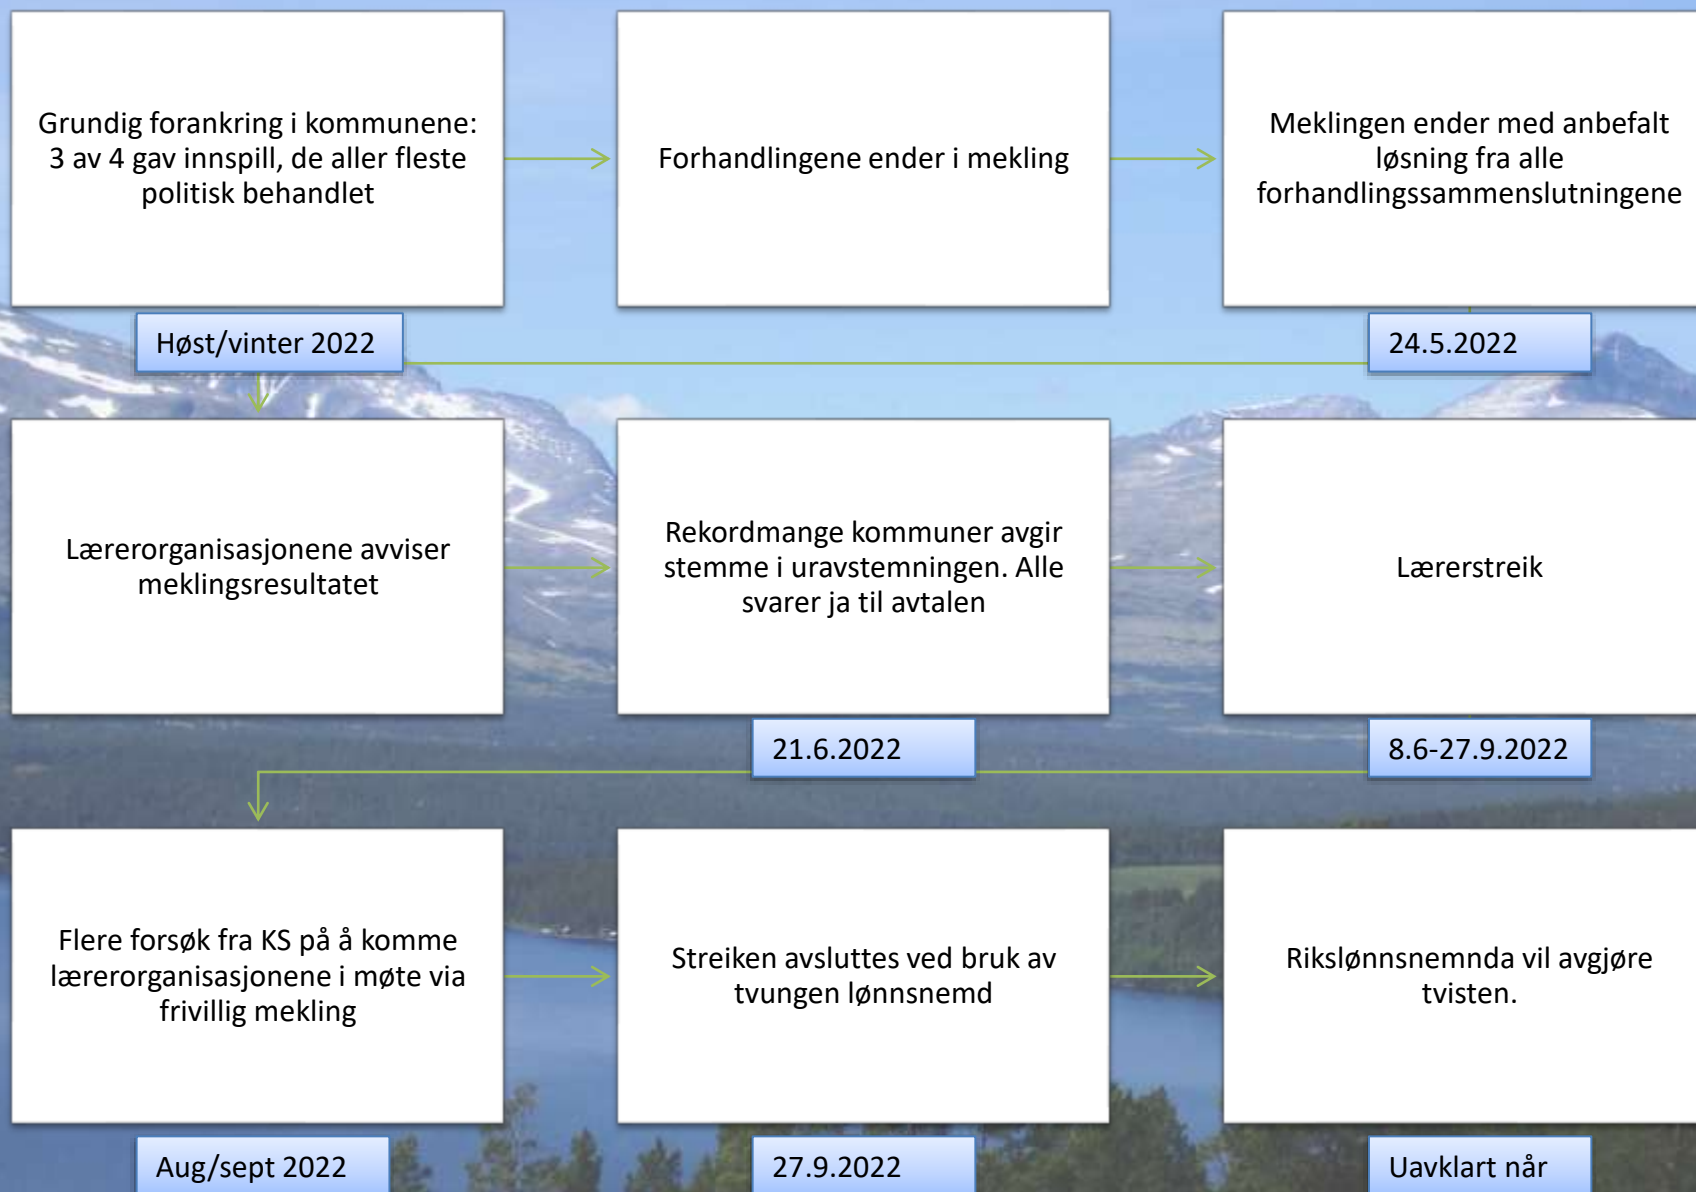 Grundig forankring i kommunene:
3 av 4 gav innspill, de aller fleste
politisk behandlet
Høst/vinter 2022
Forhandlingene ender i mekling
Meklingen ender med anbefalt
løsning fra alle
forhandlingssammenslutningene
24.5.2022
Lærerorganisasjonene avviser
meklingsresultatet
Rekordmange kommuner avgir
stemme i uravstemningen. Alle
svarer ja til avtalen
21.6.2022
Lærerstreik
8.6-27.9.2022
Flere forsøk fra KS på å komme
lærerorganisasjonene i møte via
frivillig mekling
Aug/sept 2022
Streiken avsluttes ved bruk av
tvungen lønnsnemd
27.9.2022
Rikslønnsnemnda vil avgjøre
tvisten.
Uavklart når